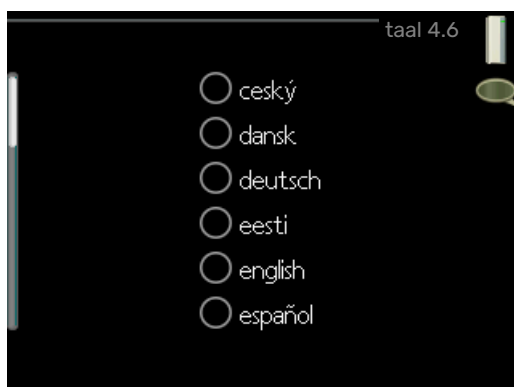 taal 4.6
ceský
dansk
deutsch
eesti
english
español